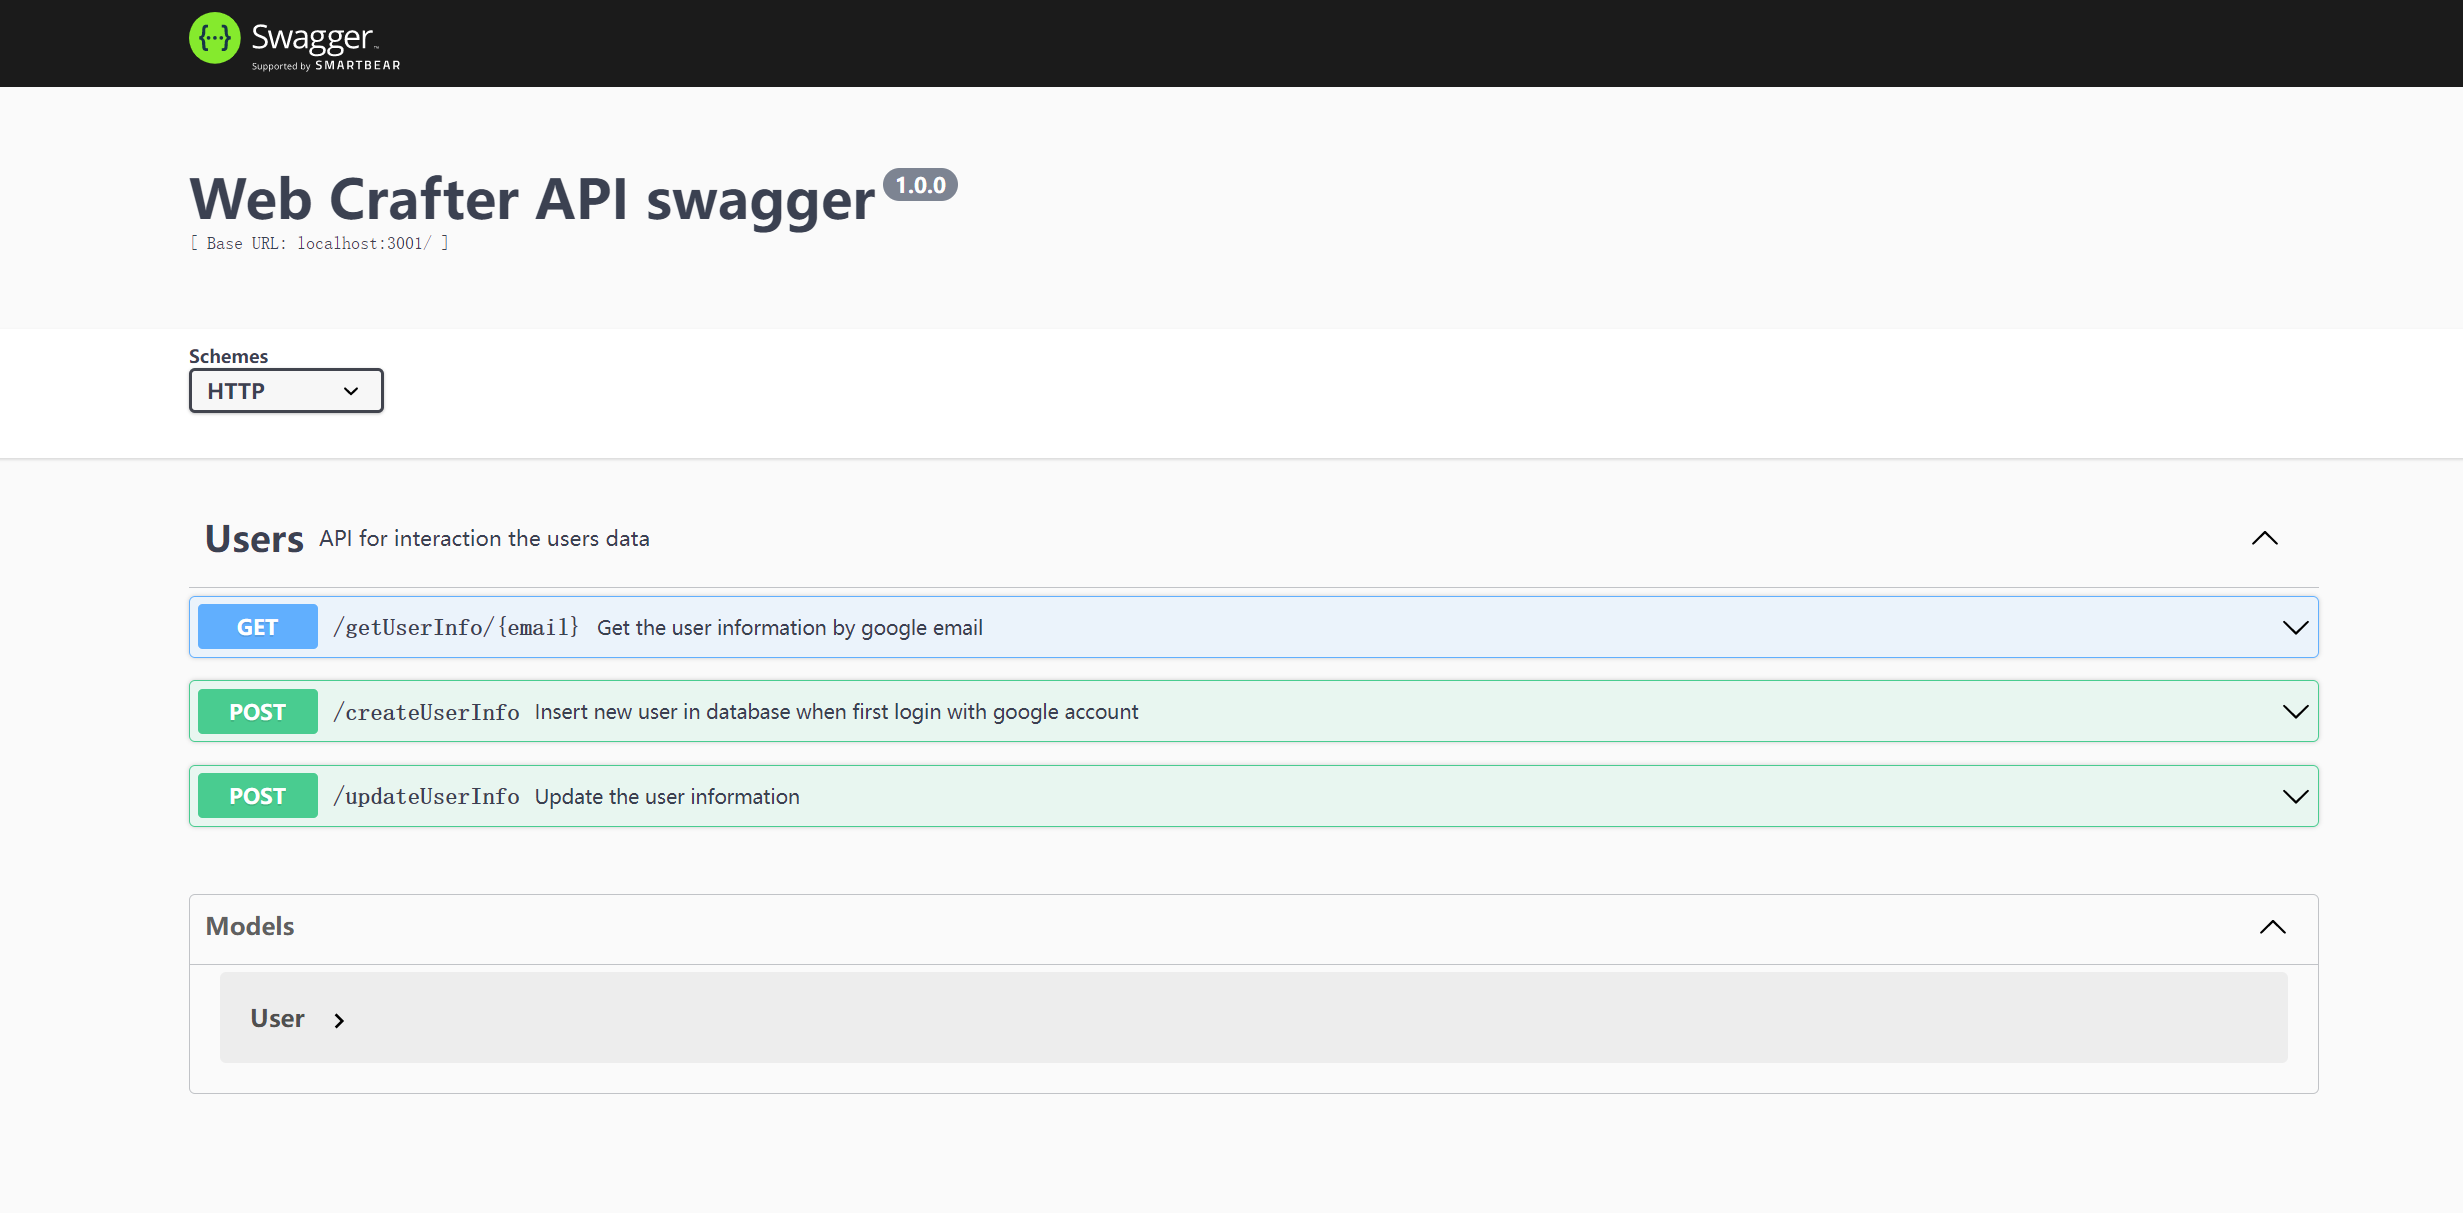 Swagger™
Supported by SMARTBEAR
Web Crafter API swagger 1.0.0
[ Base URL: localhost:3001/ ]
Schemes
HTTP
Users API for interaction the users data
GET /getUserInfo/{email} Get the user information by google email
POST /createUserInfo Insert new user in database when first login with google account
POST /updateUserInfo Update the user information
Models
User